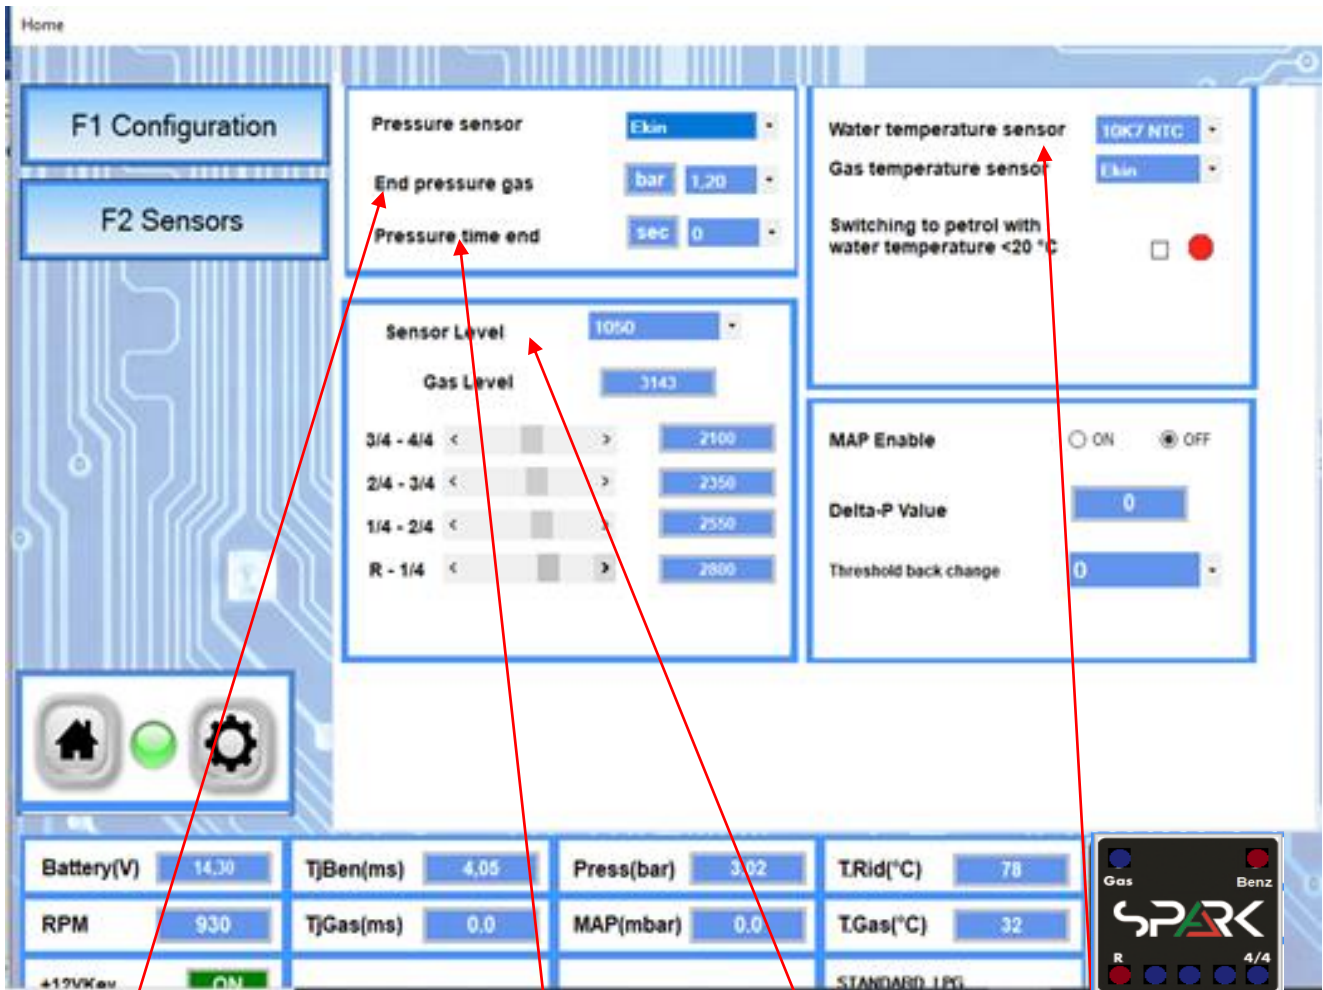 Home
F1 Configuration
F2 Sensors
Pressure sensor Ekin
End pressure gas bar 1,20
Pressure time end sec 0
Water temperature sensor 10K7 NTC
Gas temperature sensor Ekin
Switching to petrol with
water temperature <20 °C
Sensor Level 1050
Gas Level 3143
3/4 - 4/4 < > 2100
2/4 - 3/4 < > 2350
1/4 - 2/4 < > 2550
R - 1/4 < > 2800
MAP Enable ON OFF
Delta-P Value 0
Threshold back change 0
Battery(V) 14,30 TjBen(ms) 4,05 Press(bar) 3,02 T.Rid(°C) 78
RPM 930 TjGas(ms) 0.0 MAP(mbar) 0.0 T.Gas(°C) 32
+12VKey ON STANDARD LPG
Gas Benz
SPARK
R 4/4